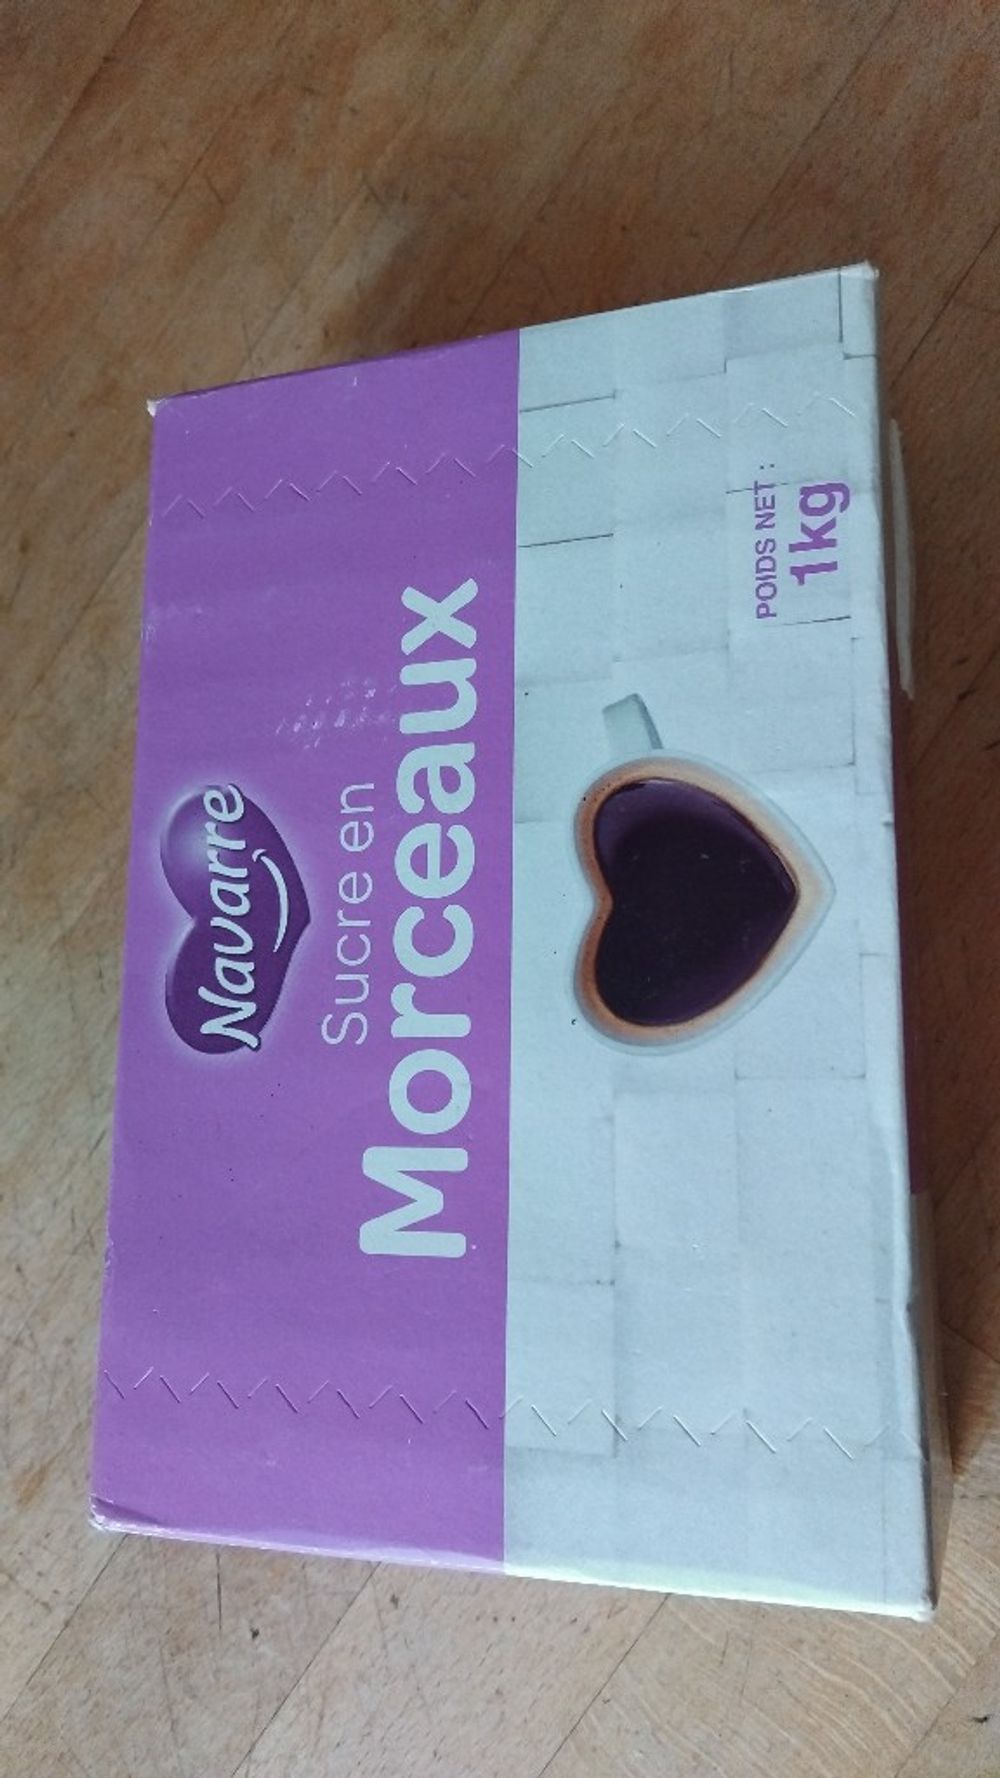 Navarre
Sucre en
Morceaux
POIDS NET :
1kg